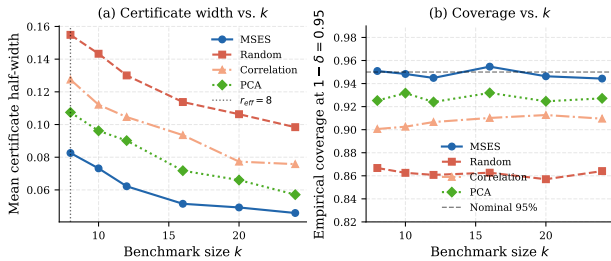 (a) Certificate width vs. k
Mean certificate half-width
0.16
0.14
0.12
0.10
0.08
0.06
10
15
20
Benchmark size k
MSES
Random
Correlation
PCA
r_eff = 8
(b) Coverage vs. k
Empirical coverage at 1 − δ = 0.95
0.98
0.96
0.94
0.92
0.90
0.88
0.86
0.84
0.82
10
15
20
Benchmark size k
MSES
Random
Correlation
PCA
Nominal 95%